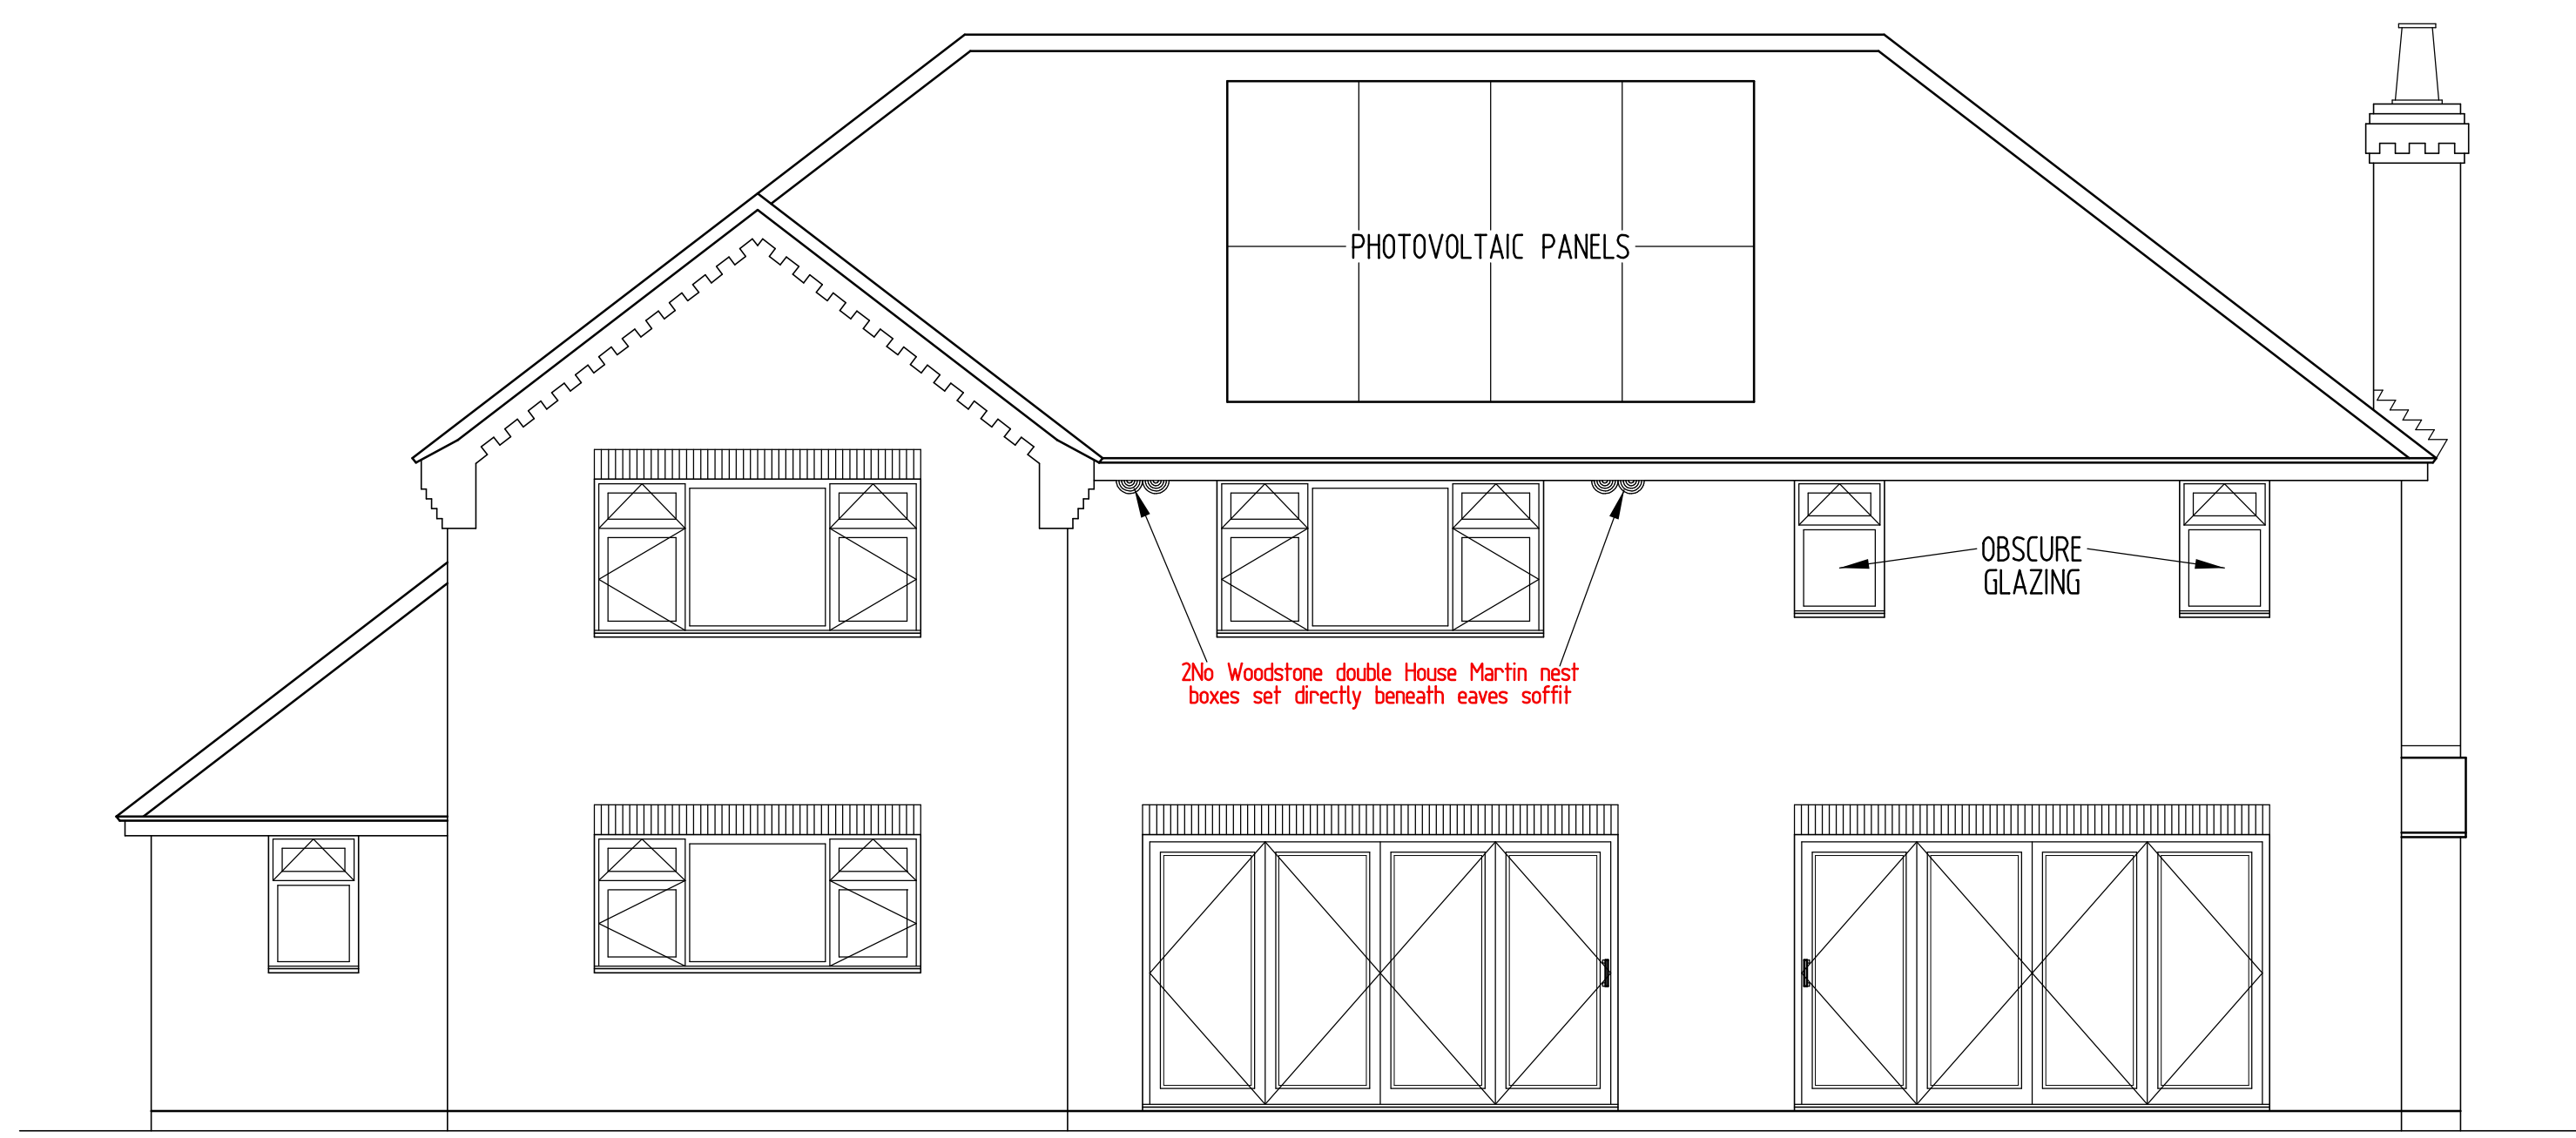 PHOTOVOLTAIC PANELS
OBSCURE
GLAZING
2No Woodstone double House Martin nest
boxes set directly beneath eaves soffit